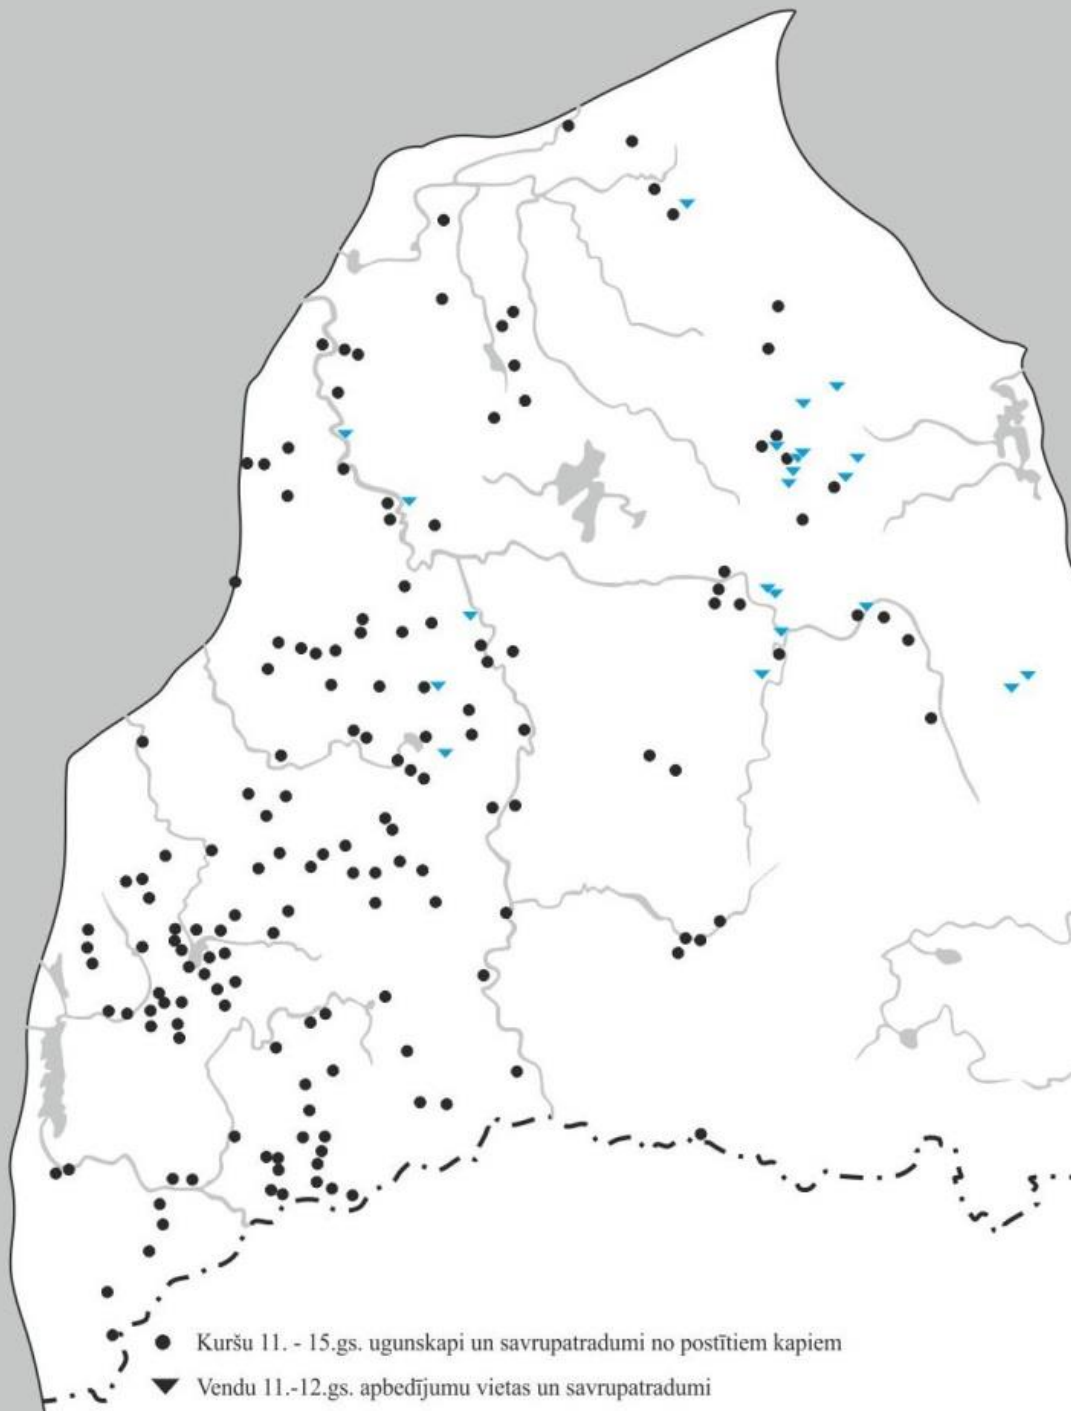 Kuršu 11. - 15.gs. ugunskapi un savrupatradumi no postītiem kapiem
Vendu 11.-12.gs. apbedījumu vietas un savrupatradumi